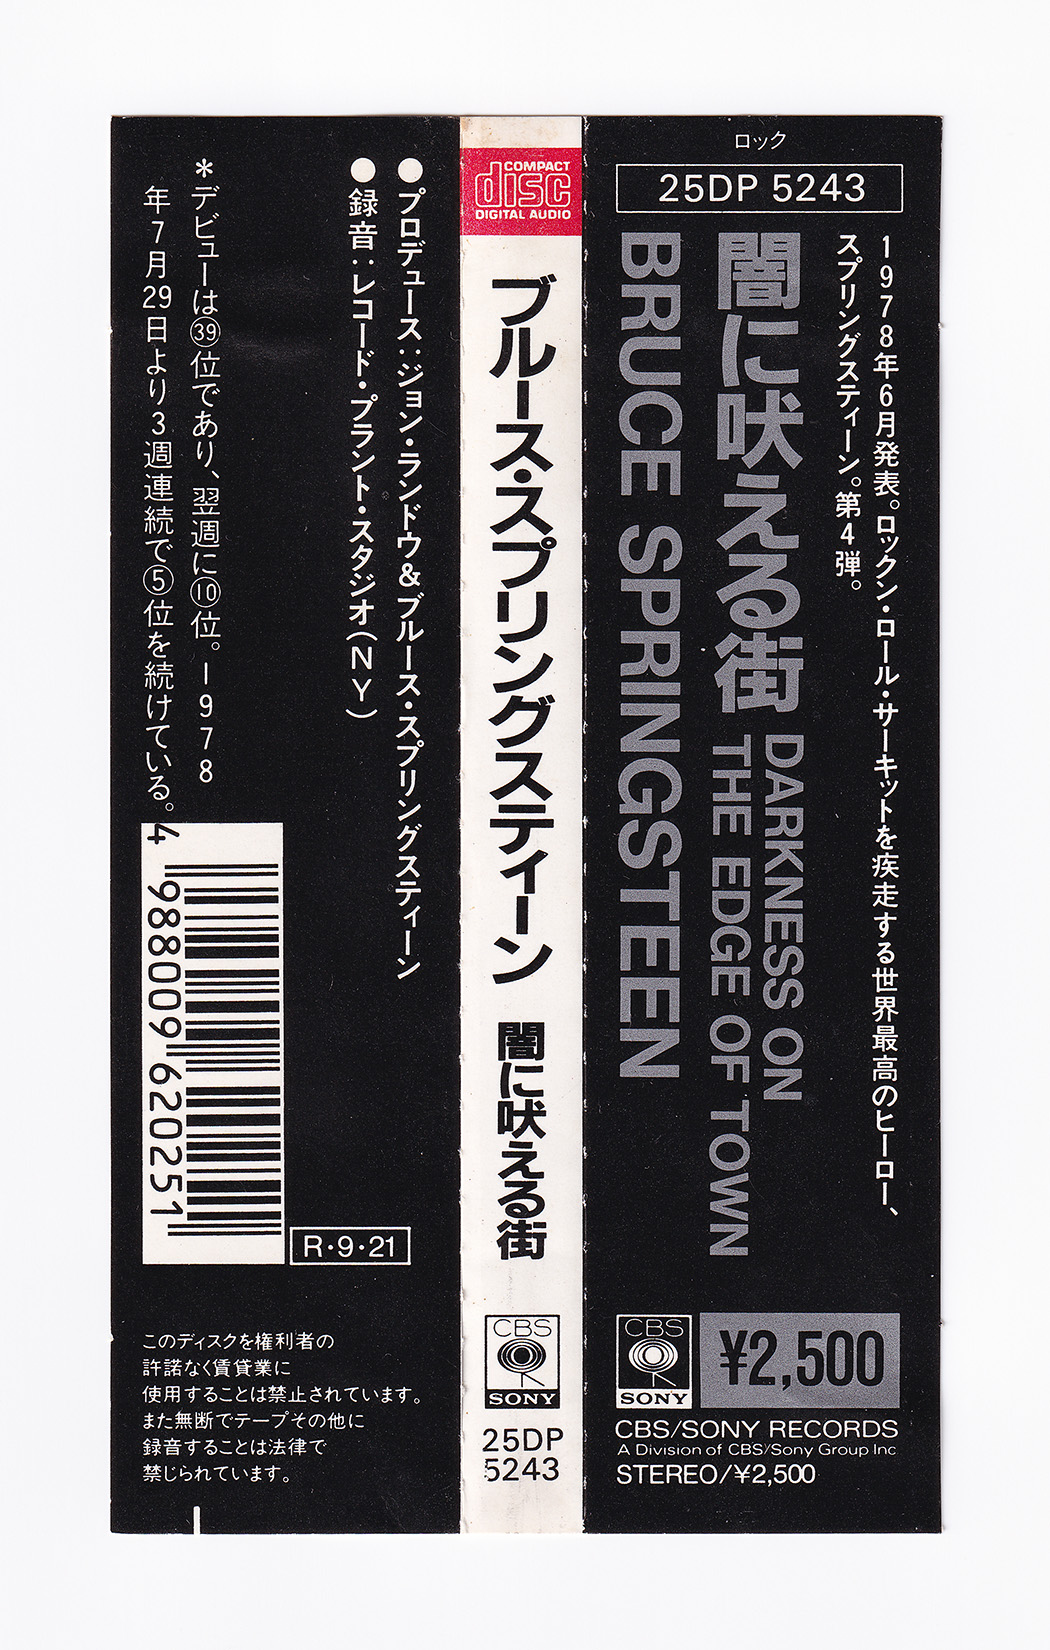 ロック
25DP 5243
1978年6月発表。ロックン・ロール・サーキットを疾走する世界最高のヒーロー、
スプリングスティーン。第4弾。
闇に吠える街
DARKNESS ON
THE EDGE OF TOWN
BRUCE SPRINGSTEEN
CBS
SONY
¥2,500
CBS/SONY RECORDS
A Division of CBS/Sony Group Inc
STEREO/¥2,500
COMPACT
disc
DIGITAL AUDIO
ブルース・スプリングスティーン 闇に吠える街
CBS
SONY
25DP
5243
●プロデュース:ジョン・ランドウ&ブルース・スプリングスティーン
●録音:レコード・プラント・スタジオ(NY)
*デビューは㊴位であり、翌週に⑩位。1978
年7月29日より3週連続で⑤位を続けている。
4 988009 620251
R・9・21
このディスクを権利者の
許諾なく賃貸業に
使用することは禁止されています。
また無断でテープその他に
録音することは法律で
禁じられています。